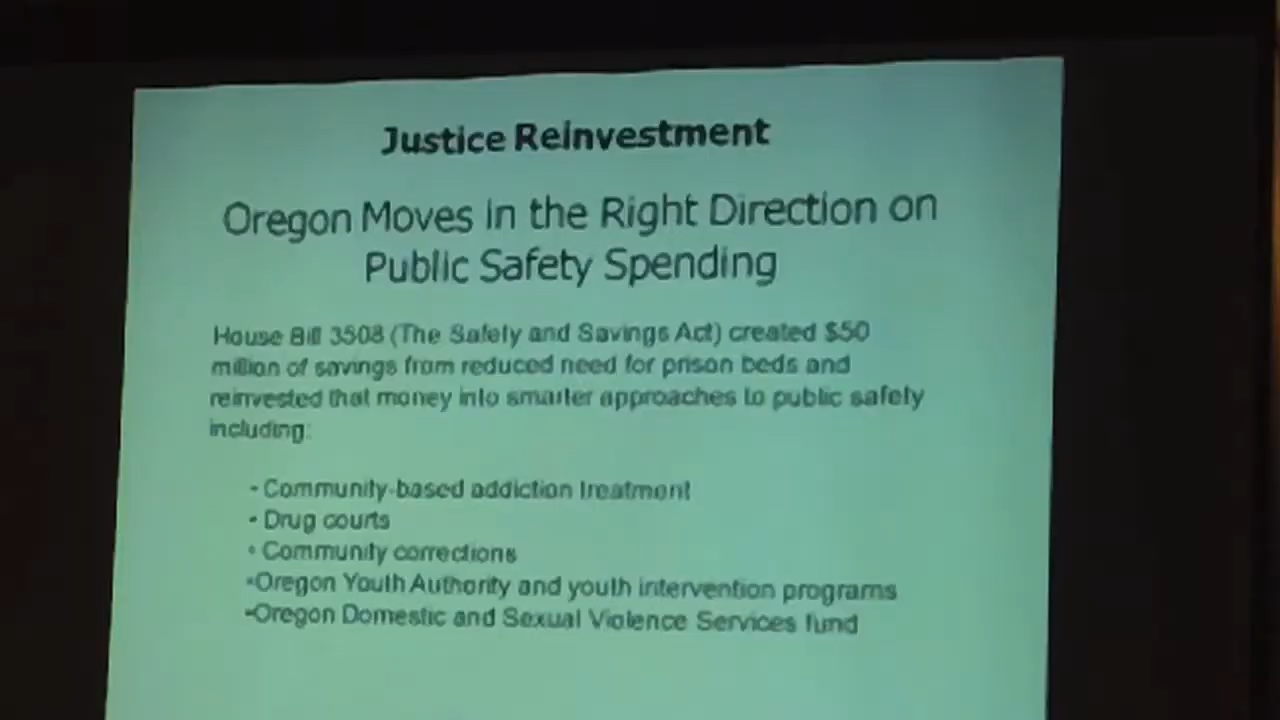 Justice Reinvestment
Oregon Moves in the Right Direction on
Public Safety Spending
House Bill 3508 (The Safety and Savings Act) created $50
million of savings from reduced need for prison beds and
reinvested that money into smarter approaches to public safety
including:
- Community-based addiction treatment
• Drug courts
• Community corrections
•Oregon Youth Authority and youth intervention programs
•Oregon Domestic and Sexual Violence Services fund